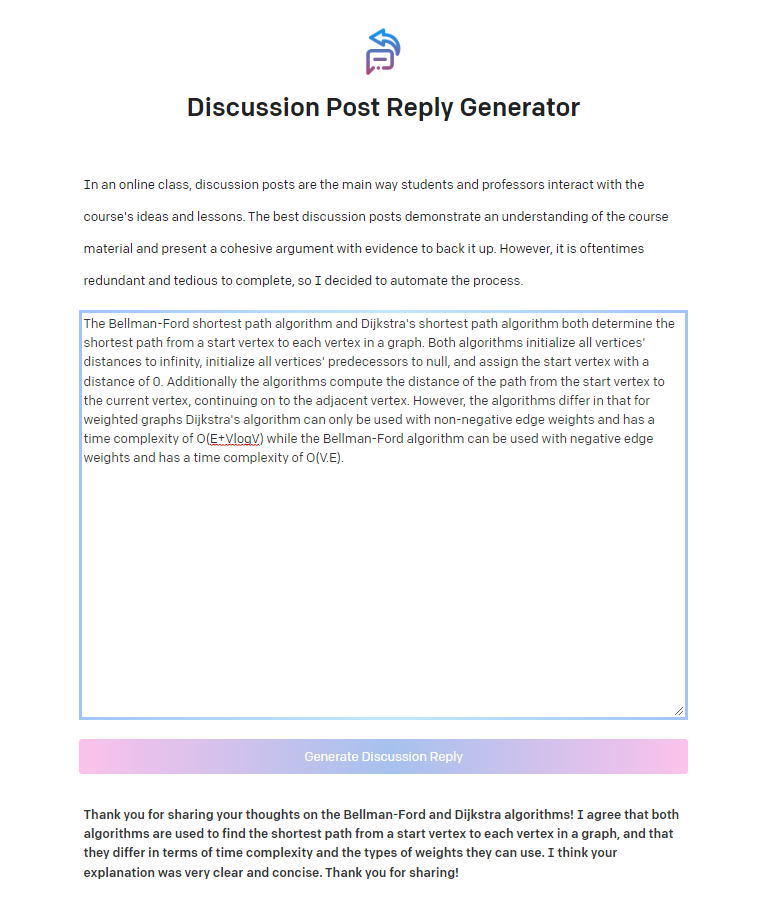 Discussion Post Reply Generator
In an online class, discussion posts are the main way students and professors interact with the
course's ideas and lessons. The best discussion posts demonstrate an understanding of the course
material and present a cohesive argument with evidence to back it up. However, it is oftentimes
redundant and tedious to complete, so I decided to automate the process.
The Bellman-Ford shortest path algorithm and Dijkstra's shortest path algorithm both determine the
shortest path from a start vertex to each vertex in a graph. Both algorithms initialize all vertices'
distances to infinity, initialize all vertices' predecessors to null, and assign the start vertex with a
distance of 0. Additionally the algorithms compute the distance of the path from the start vertex to
the current vertex, continuing on to the adjacent vertex. However, the algorithms differ in that for
weighted graphs Dijkstra's algorithm can only be used with non-negative edge weights and has a
time complexity of O(E+VlogV) while the Bellman-Ford algorithm can be used with negative edge
weights and has a time complexity of O(V.E).
Generate Discussion Reply
Thank you for sharing your thoughts on the Bellman-Ford and Dijkstra algorithms! I agree that both
algorithms are used to find the shortest path from a start vertex to each vertex in a graph, and that
they differ in terms of time complexity and the types of weights they can use. I think your
explanation was very clear and concise. Thank you for sharing!